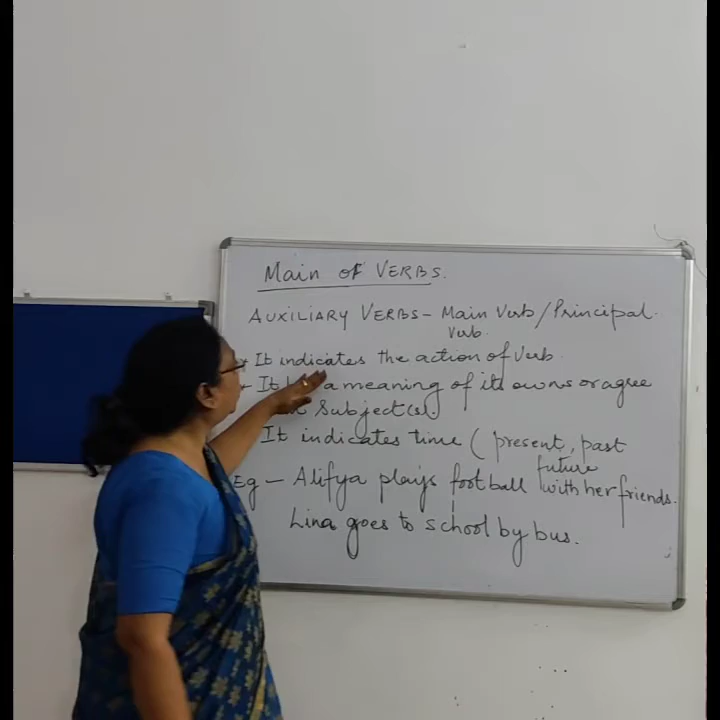 Main of VERBS.
AUXILIARY VERBS - Main Verb/Principal
Verb.
* It indicates the action of Verb
* It a meaning of its owns or agree
Subject(s).
It indicates time (present, past
future
Eg - Alifya plays football with her friends.
Lina goes to school by bus.